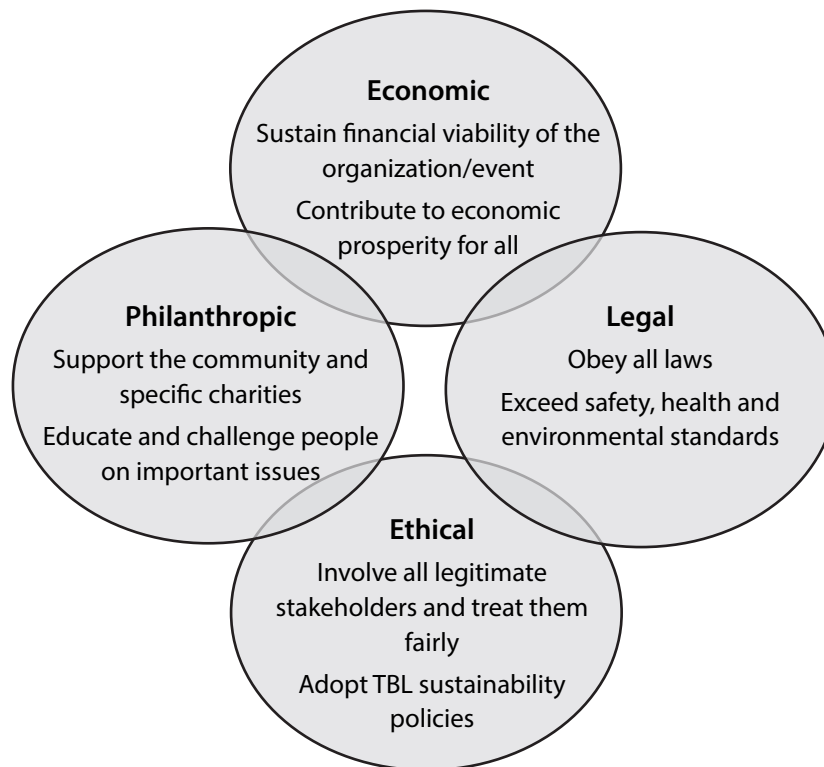 Economic
Sustain financial viability of the
organization/event
Contribute to economic
prosperity for all
Philanthropic
Support the community and
specific charities
Educate and challenge people
on important issues
Legal
Obey all laws
Exceed safety, health and
environmental standards
Ethical
Involve all legitimate
stakeholders and treat them
fairly
Adopt TBL sustainability
policies